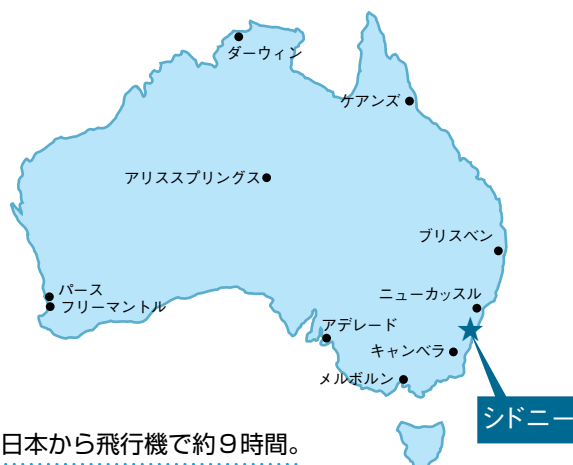 ダーウィン
ケアンズ
アリススプリングス
ブリスベン
パース
フリーマントル
ニューカッスル
アデレード
キャンベラ
メルボルン
シドニー
日本から飛行機で約9時間。